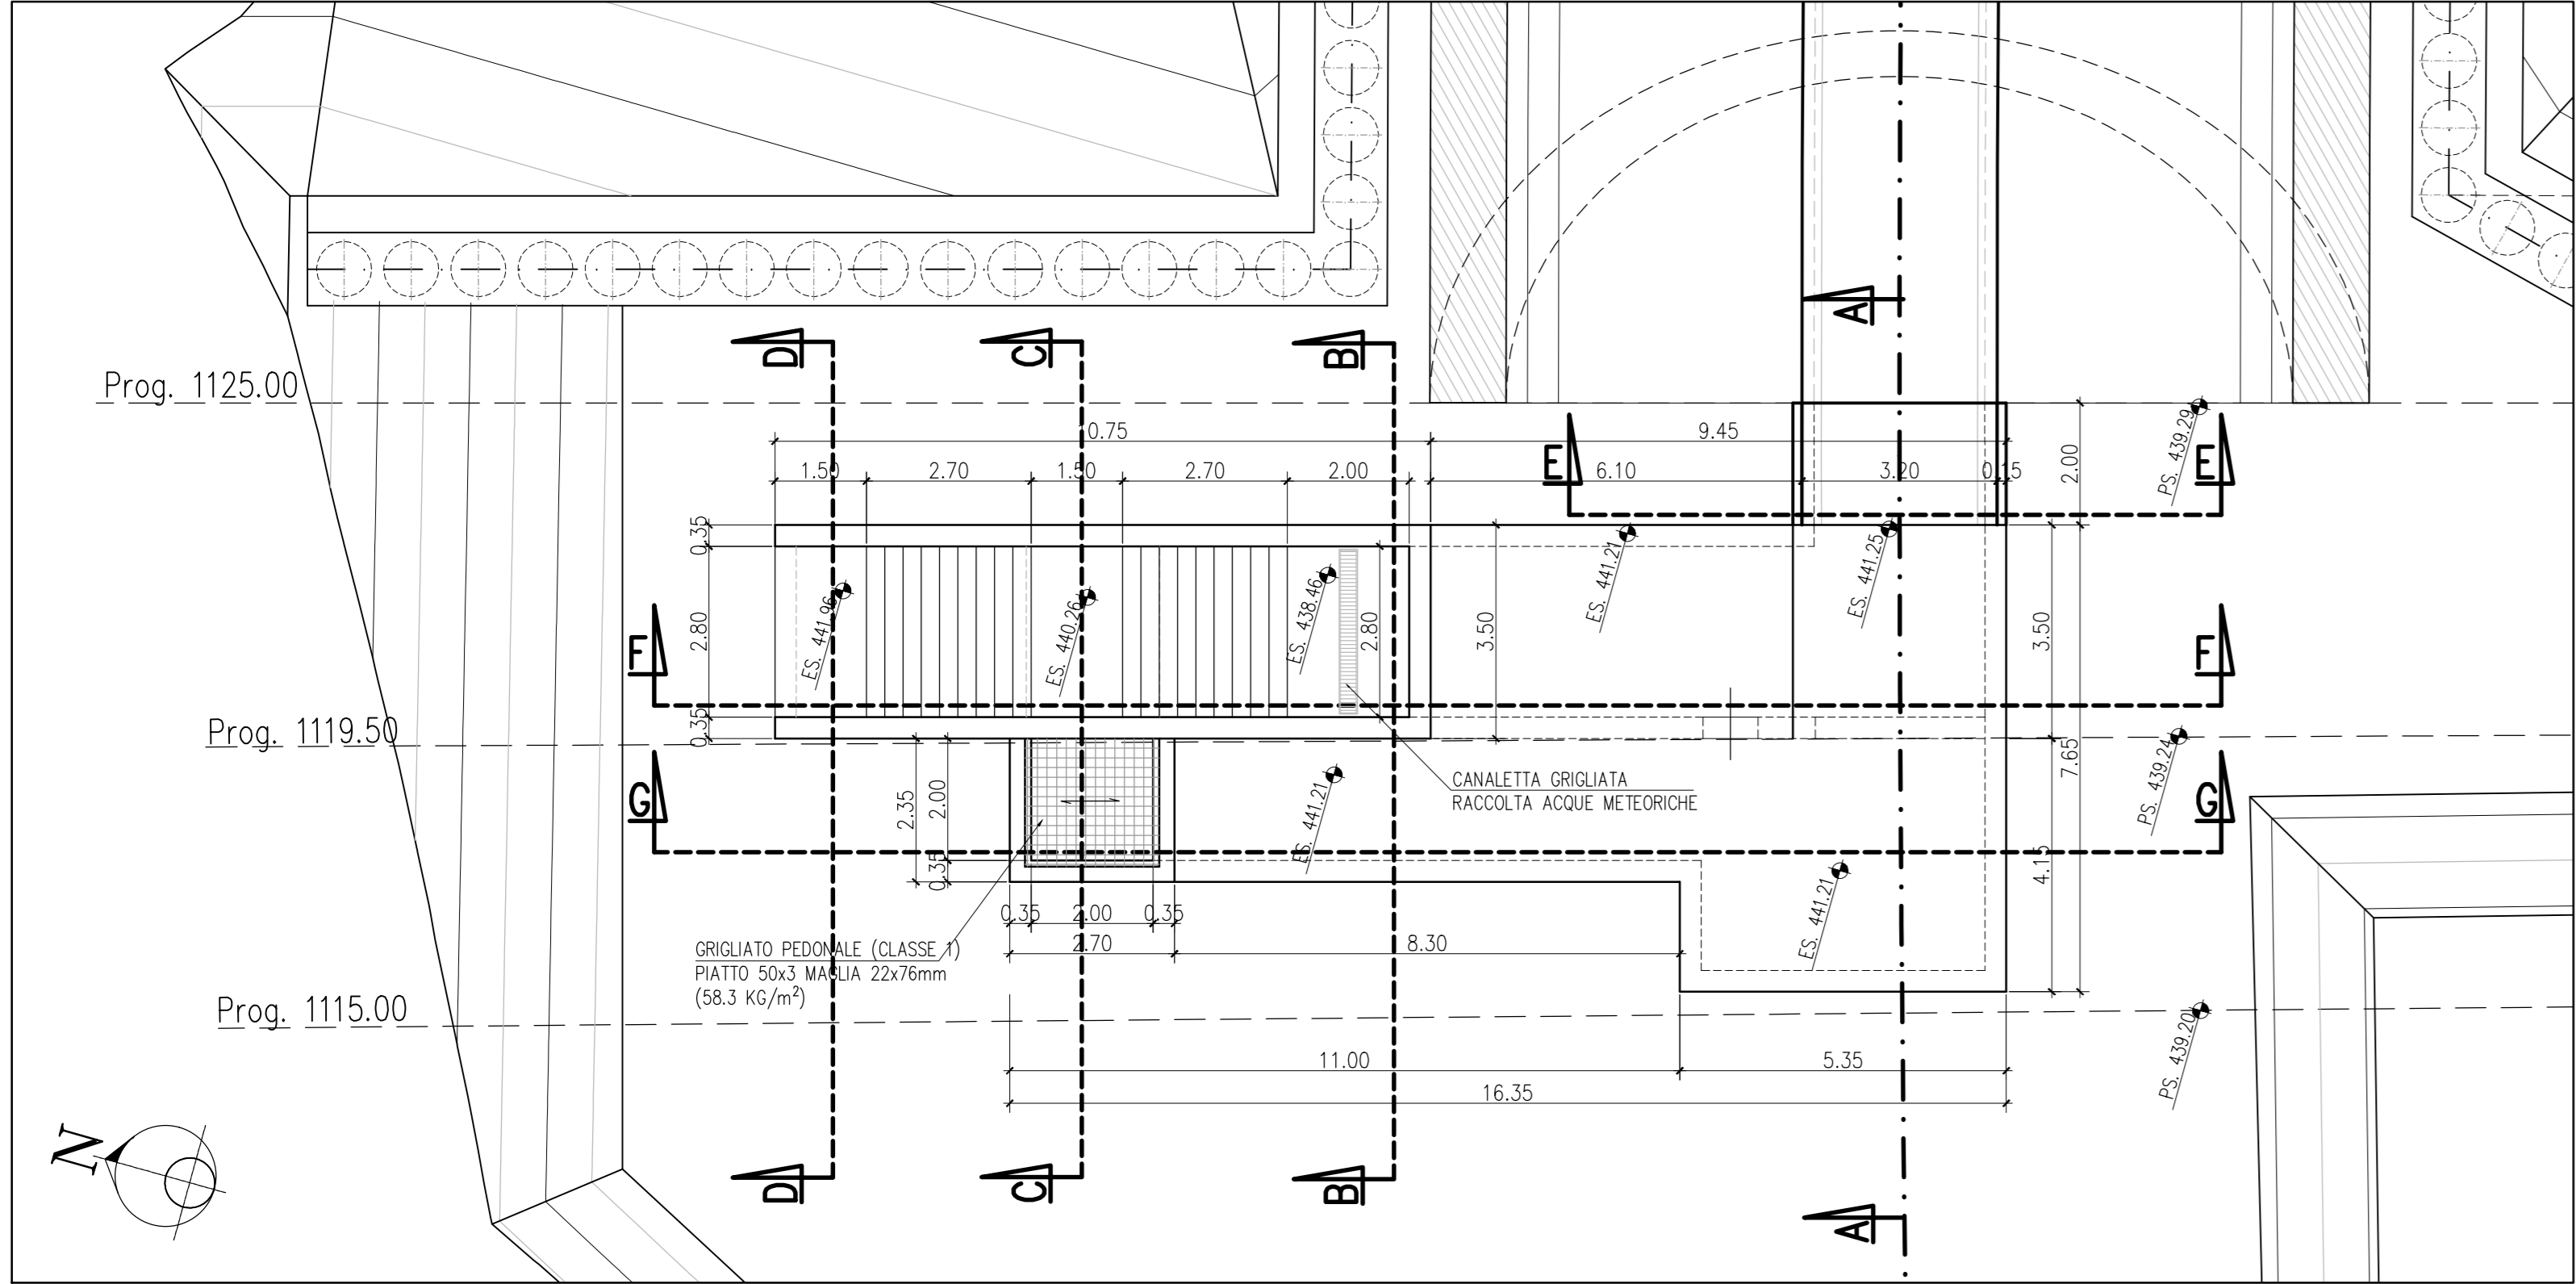 D
C
B
A
Prog. 1125.00
0.75
9.45
1.50
2.70
1.50
2.70
2.00
E
6.10
3.20
0.15
2.00
PS. 439.29
E
0.35
2.80
0.35
ES. 441.96
ES. 440.26
ES. 438.46
2.80
3.50
ES. 441.21
ES. 441.25
3.50
F
F
Prog. 1119.50
7.65
PS. 439.24
G
G
2.35
2.00
0.35
ES. 441.21
CANALETTA GRIGLIATA
RACCOLTA ACQUE METEORICHE
4.15
ES. 441.21
0.35
2.00
0.35
2.70
8.30
GRIGLIATO PEDONALE (CLASSE 1)
PIATTO 50x3 MAGLIA 22x76mm
(58.3 KG/m²)
Prog. 1115.00
PS. 439.20
11.00
5.35
16.35
N
D
C
B
A